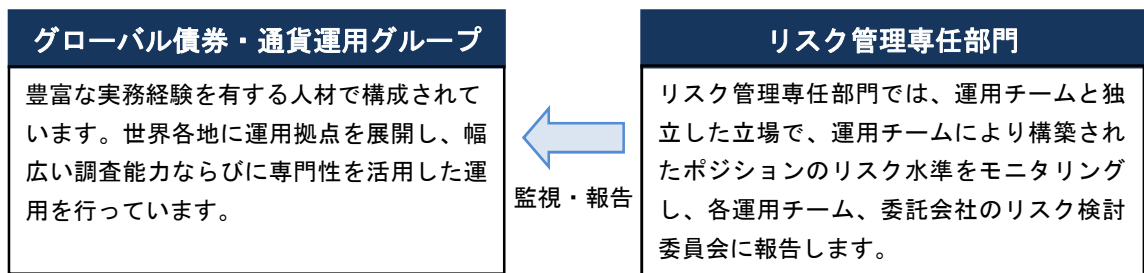 グローバル債券・通貨運用グループ
豊富な実務経験を有する人材で構成されて
います。世界各地に運用拠点を展開し、幅
広い調査能力ならびに専門性を活用した運
用を行っています。
監視・報告
リスク管理専任部門
リスク管理専任部門では、運用チームと独
立した立場で、運用チームにより構築され
たポジションのリスク水準をモニタリング
し、各運用チーム、委託会社のリスク検討
委員会に報告します。